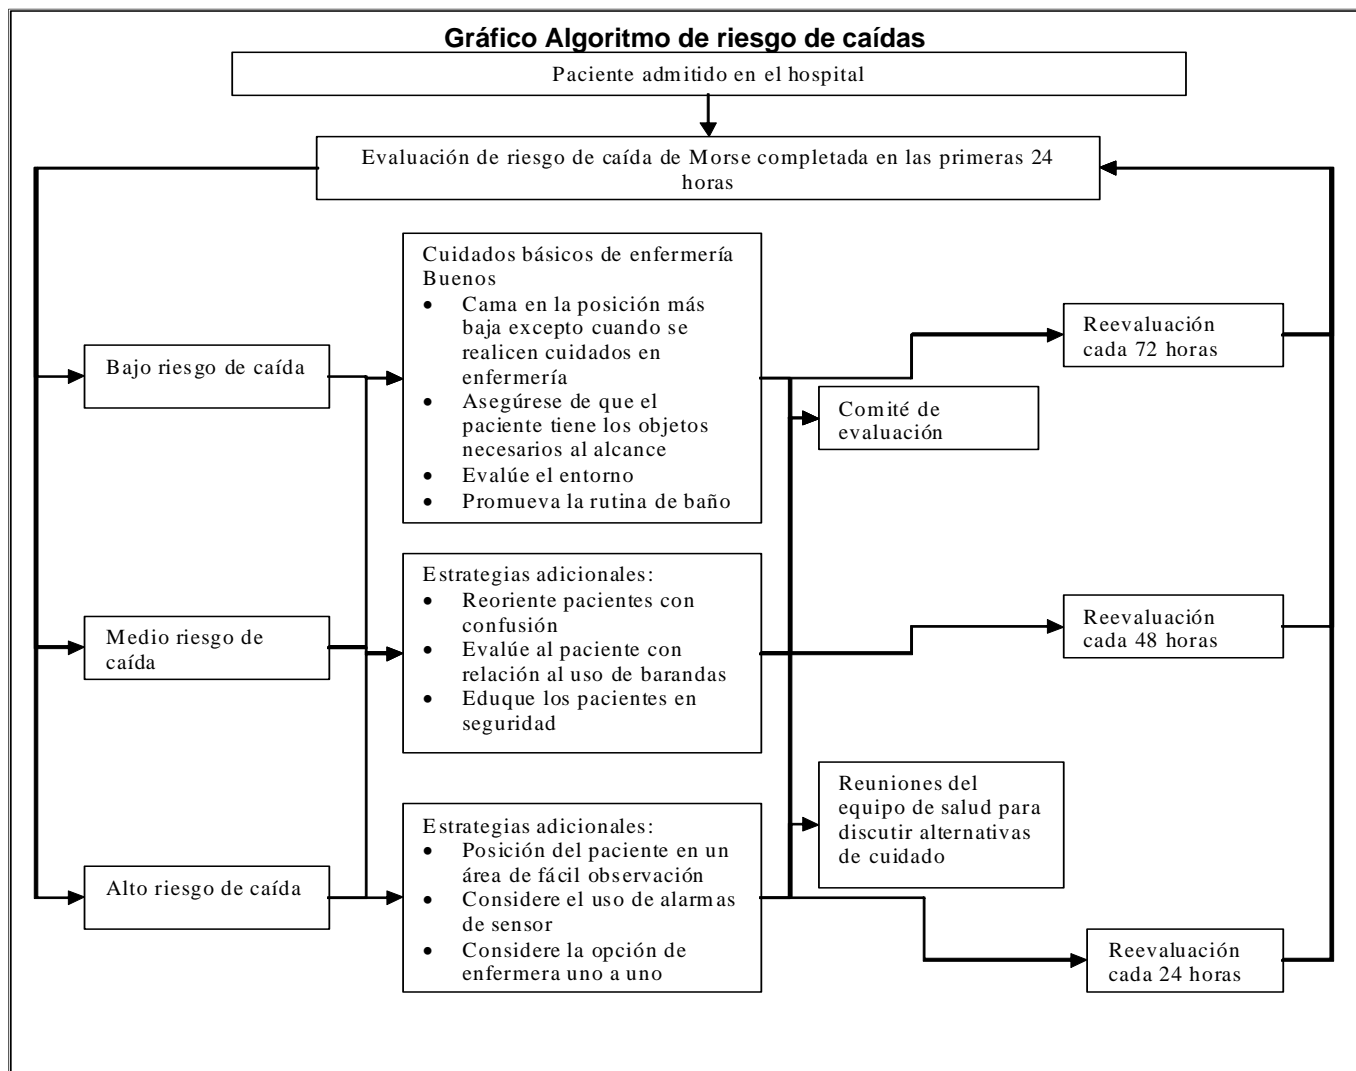 Gráfico Algoritmo de riesgo de caídas
Paciente admitido en el hospital
Evaluación de riesgo de caída de Morse completada en las primeras 24
horas
Bajo riesgo de caída
Cuidados básicos de enfermería
Buenos
• Cama en la posición más
baja excepto cuando se
realicen cuidados en
enfermería
• Asegúrese de que el
paciente tiene los objetos
necesarios al alcance
• Evalúe el entorno
• Promueva la rutina de baño
Reevaluación
cada 72 horas
Comité de
evaluación
Medio riesgo de
caída
Estrategias adicionales:
• Reoriente pacientes con
confusión
• Evalúe al paciente con
relación al uso de barandas
• Eduque los pacientes en
seguridad
Reevaluación
cada 48 horas
Reuniones del
equipo de salud para
discutir alternativas
de cuidado
Alto riesgo de caída
Estrategias adicionales:
• Posición del paciente en un
área de fácil observación
• Considere el uso de alarmas
de sensor
• Considere la opción de
enfermera uno a uno
Reevaluación
cada 24 horas